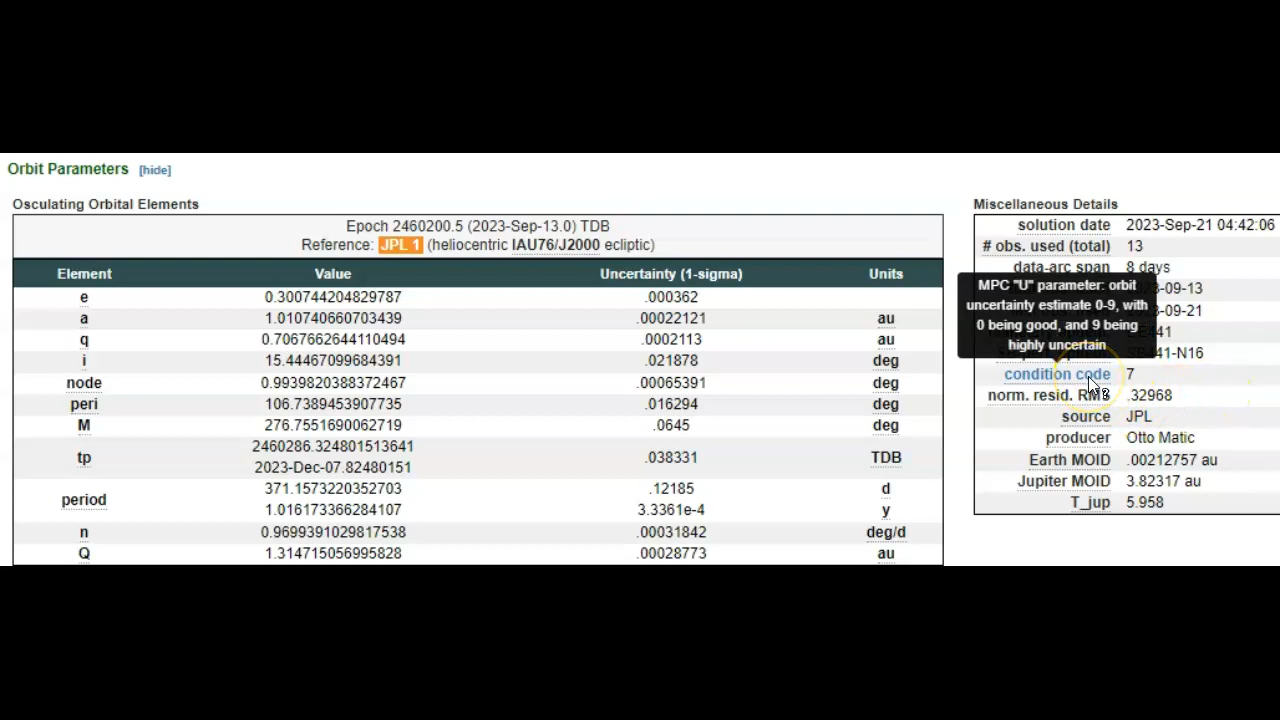 Orbit Parameters [hide]
Osculating Orbital Elements
Epoch 2460200.5 (2023-Sep-13.0) TDB
Reference: JPL 1 (heliocentric IAU76/J2000 ecliptic)
Element Value Uncertainty (1-sigma) Units
e 0.300744204829787 .000362
a 1.010740660703439 .00022121 au
q 0.7067662644110494 .0002113 au
i 15.44467099684391 .021878 deg
node 0.9939820388372467 .00065391 deg
peri 106.7389453907735 .016294 deg
M 276.7551690062719 .0645 deg
tp 2460286.324801513641 .038331 TDB
2023-Dec-07.82480151
period 371.1573220352703 .12185 d
1.016173366284107 3.3361e-4 y
n 0.9699391029817538 .00031842 deg/d
Q 1.314715056995828 .00028773 au
Miscellaneous Details
solution date 2023-Sep-21 04:42:06
# obs. used (total) 13
data-arc span 8 days
MPC "U" parameter: orbit
uncertainty estimate 0-9, with
0 being good, and 9 being
highly uncertain
-09-13
-09-21
441-N16
condition code 7
norm. resid. RMS .32968
source JPL
producer Otto Matic
Earth MOID .00212757 au
Jupiter MOID 3.82317 au
T_jup 5.958